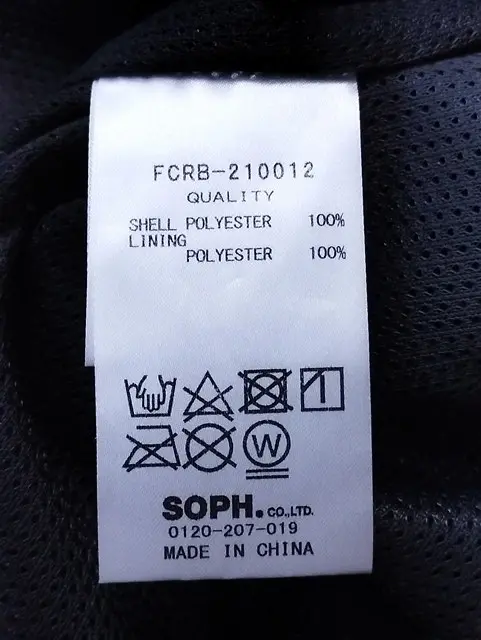 FCRB-210012
QUALITY
SHELL POLYESTER 100%
LINING
POLYESTER 100%
W
SOPH. CO.,LTD.
0120-207-019
MADE IN CHINA